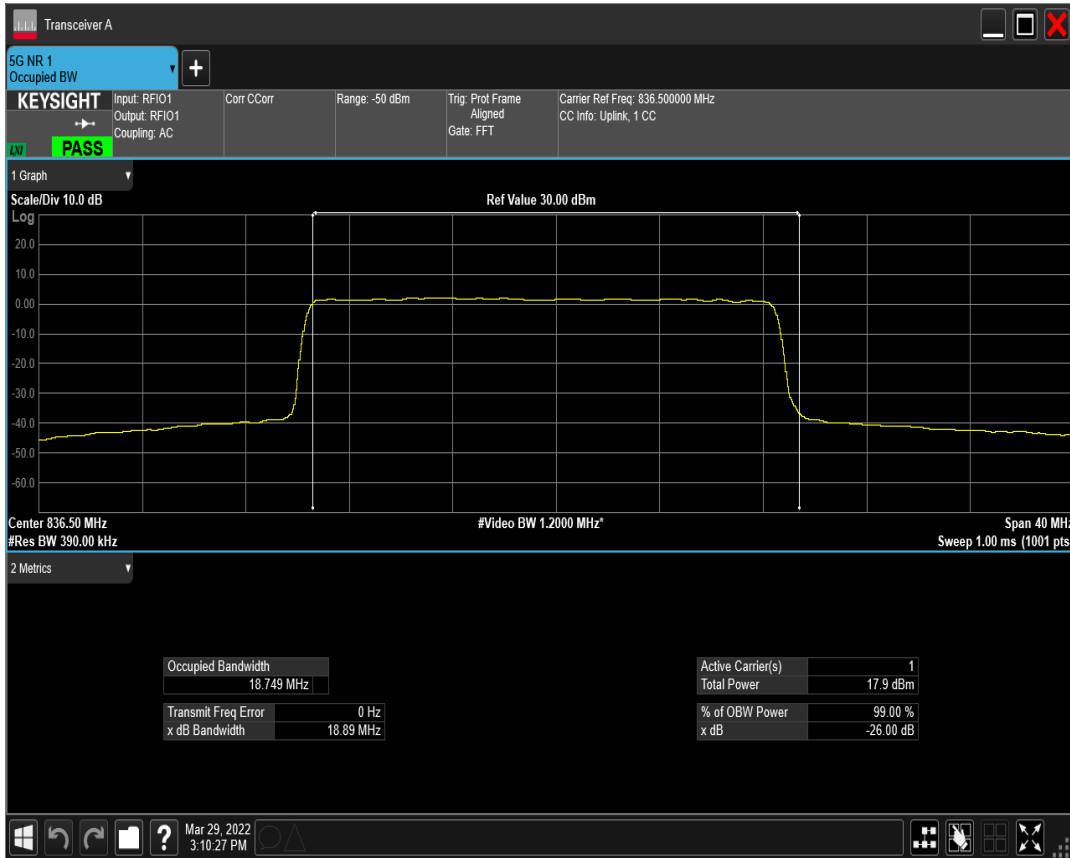 Transceiver A
5G NR 1
Occupied BW
+
KEYSIGHT
LXI
PASS
Input: RFIO1
Output: RFIO1
Coupling: AC
Corr CCorr
Range: -50 dBm
Trig: Prot Frame
Aligned
Gate: FFT
Carrier Ref Freq: 836.500000 MHz
CC Info: Uplink, 1 CC
1 Graph
Scale/Div 10.0 dB
Ref Value 30.00 dBm
Log
20.0
10.0
0.00
-10.0
-20.0
-30.0
-40.0
-50.0
-60.0
Center 836.50 MHz
#Video BW 1.2000 MHz*
Span 40 MHz
#Res BW 390.00 kHz
Sweep 1.00 ms (1001 pts
2 Metrics
Occupied Bandwidth
18.749 MHz
Transmit Freq Error 0 Hz
x dB Bandwidth 18.89 MHz
Active Carrier(s) 1
Total Power 17.9 dBm
% of OBW Power 99.00 %
x dB -26.00 dB
?
Mar 29, 2022
3:10:27 PM